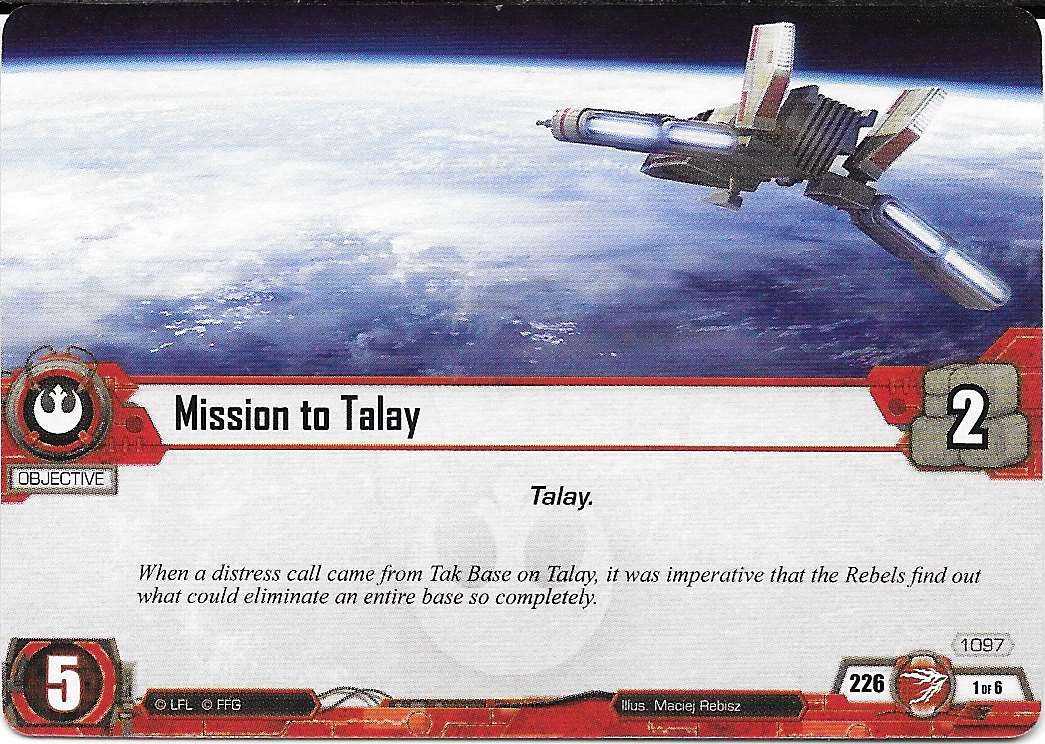 Mission to Talay
2
OBJECTIVE
Talay.
When a distress call came from Tak Base on Talay, it was imperative that the Rebels find out
what could eliminate an entire base so completely.
1097
5
© LFL © FFG
Illus. Maciej Rebisz
226
1 OF 6